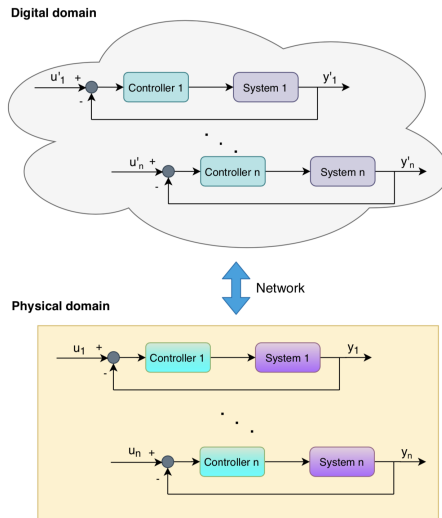 Digital domain
u'1 + - Controller 1 System 1 y'1
. . .
u'n + - Controller n System n y'n
Network
Physical domain
u1 + - Controller 1 System 1 y1
. . .
un + - Controller n System n yn